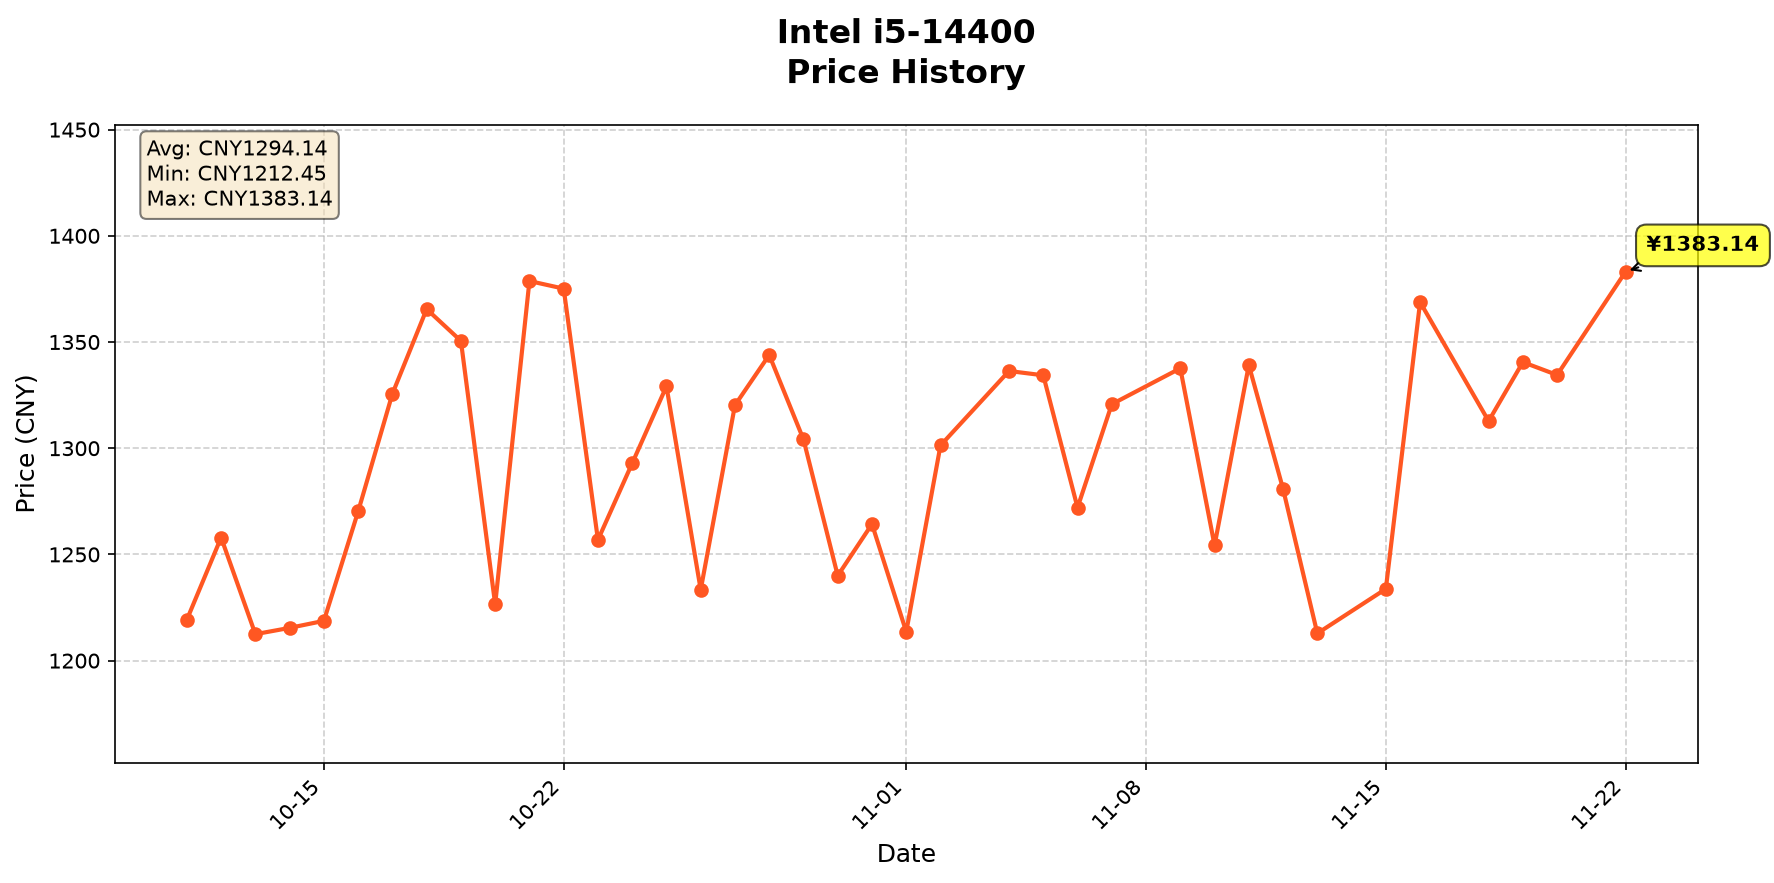 Intel i5-14400
Price History
Avg: CNY1294.14
Min: CNY1212.45
Max: CNY1383.14
¥1383.14
Price (CNY)
1450
1400
1350
1300
1250
1200
10-15
10-22
11-01
11-08
11-15
11-22
Date